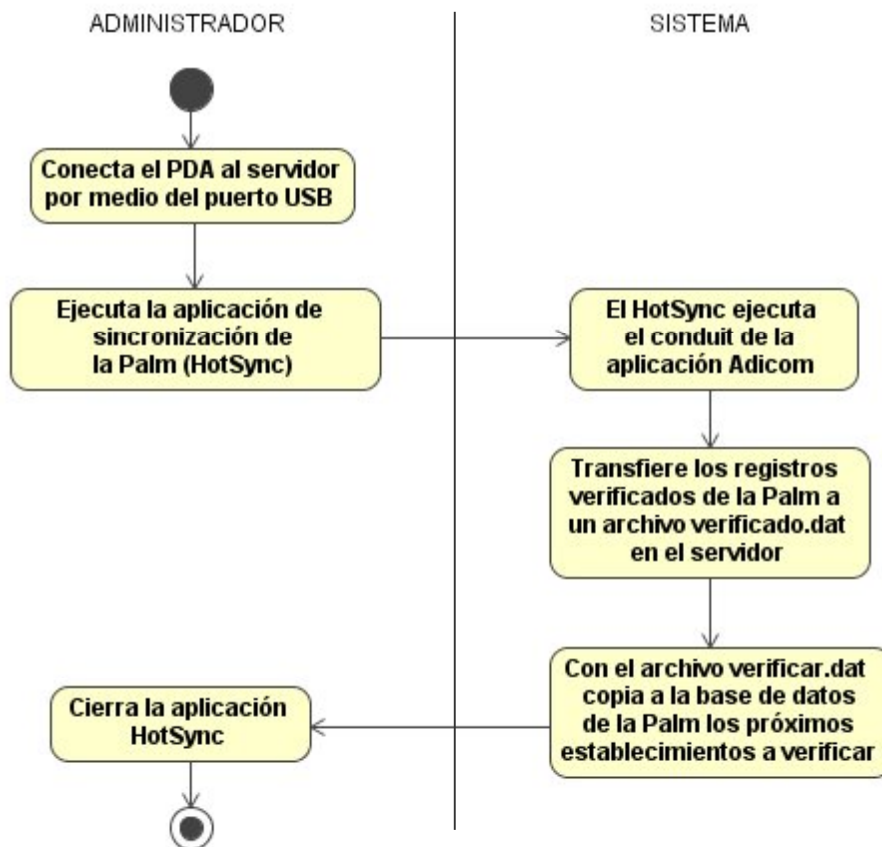 ADMINISTRADOR
SISTEMA
Conecta el PDA al servidor
por medio del puerto USB
Ejecuta la aplicación de
sincronización de
la Palm (HotSync)
El HotSync ejecuta
el conduit de la
aplicación Adicom
Transfiere los registros
verificados de la Palm a
un archivo verificado.dat
en el servidor
Con el archivo verificar.dat
copia a la base de datos
de la Palm los próximos
establecimientos a verificar
Cierra la aplicación
HotSync